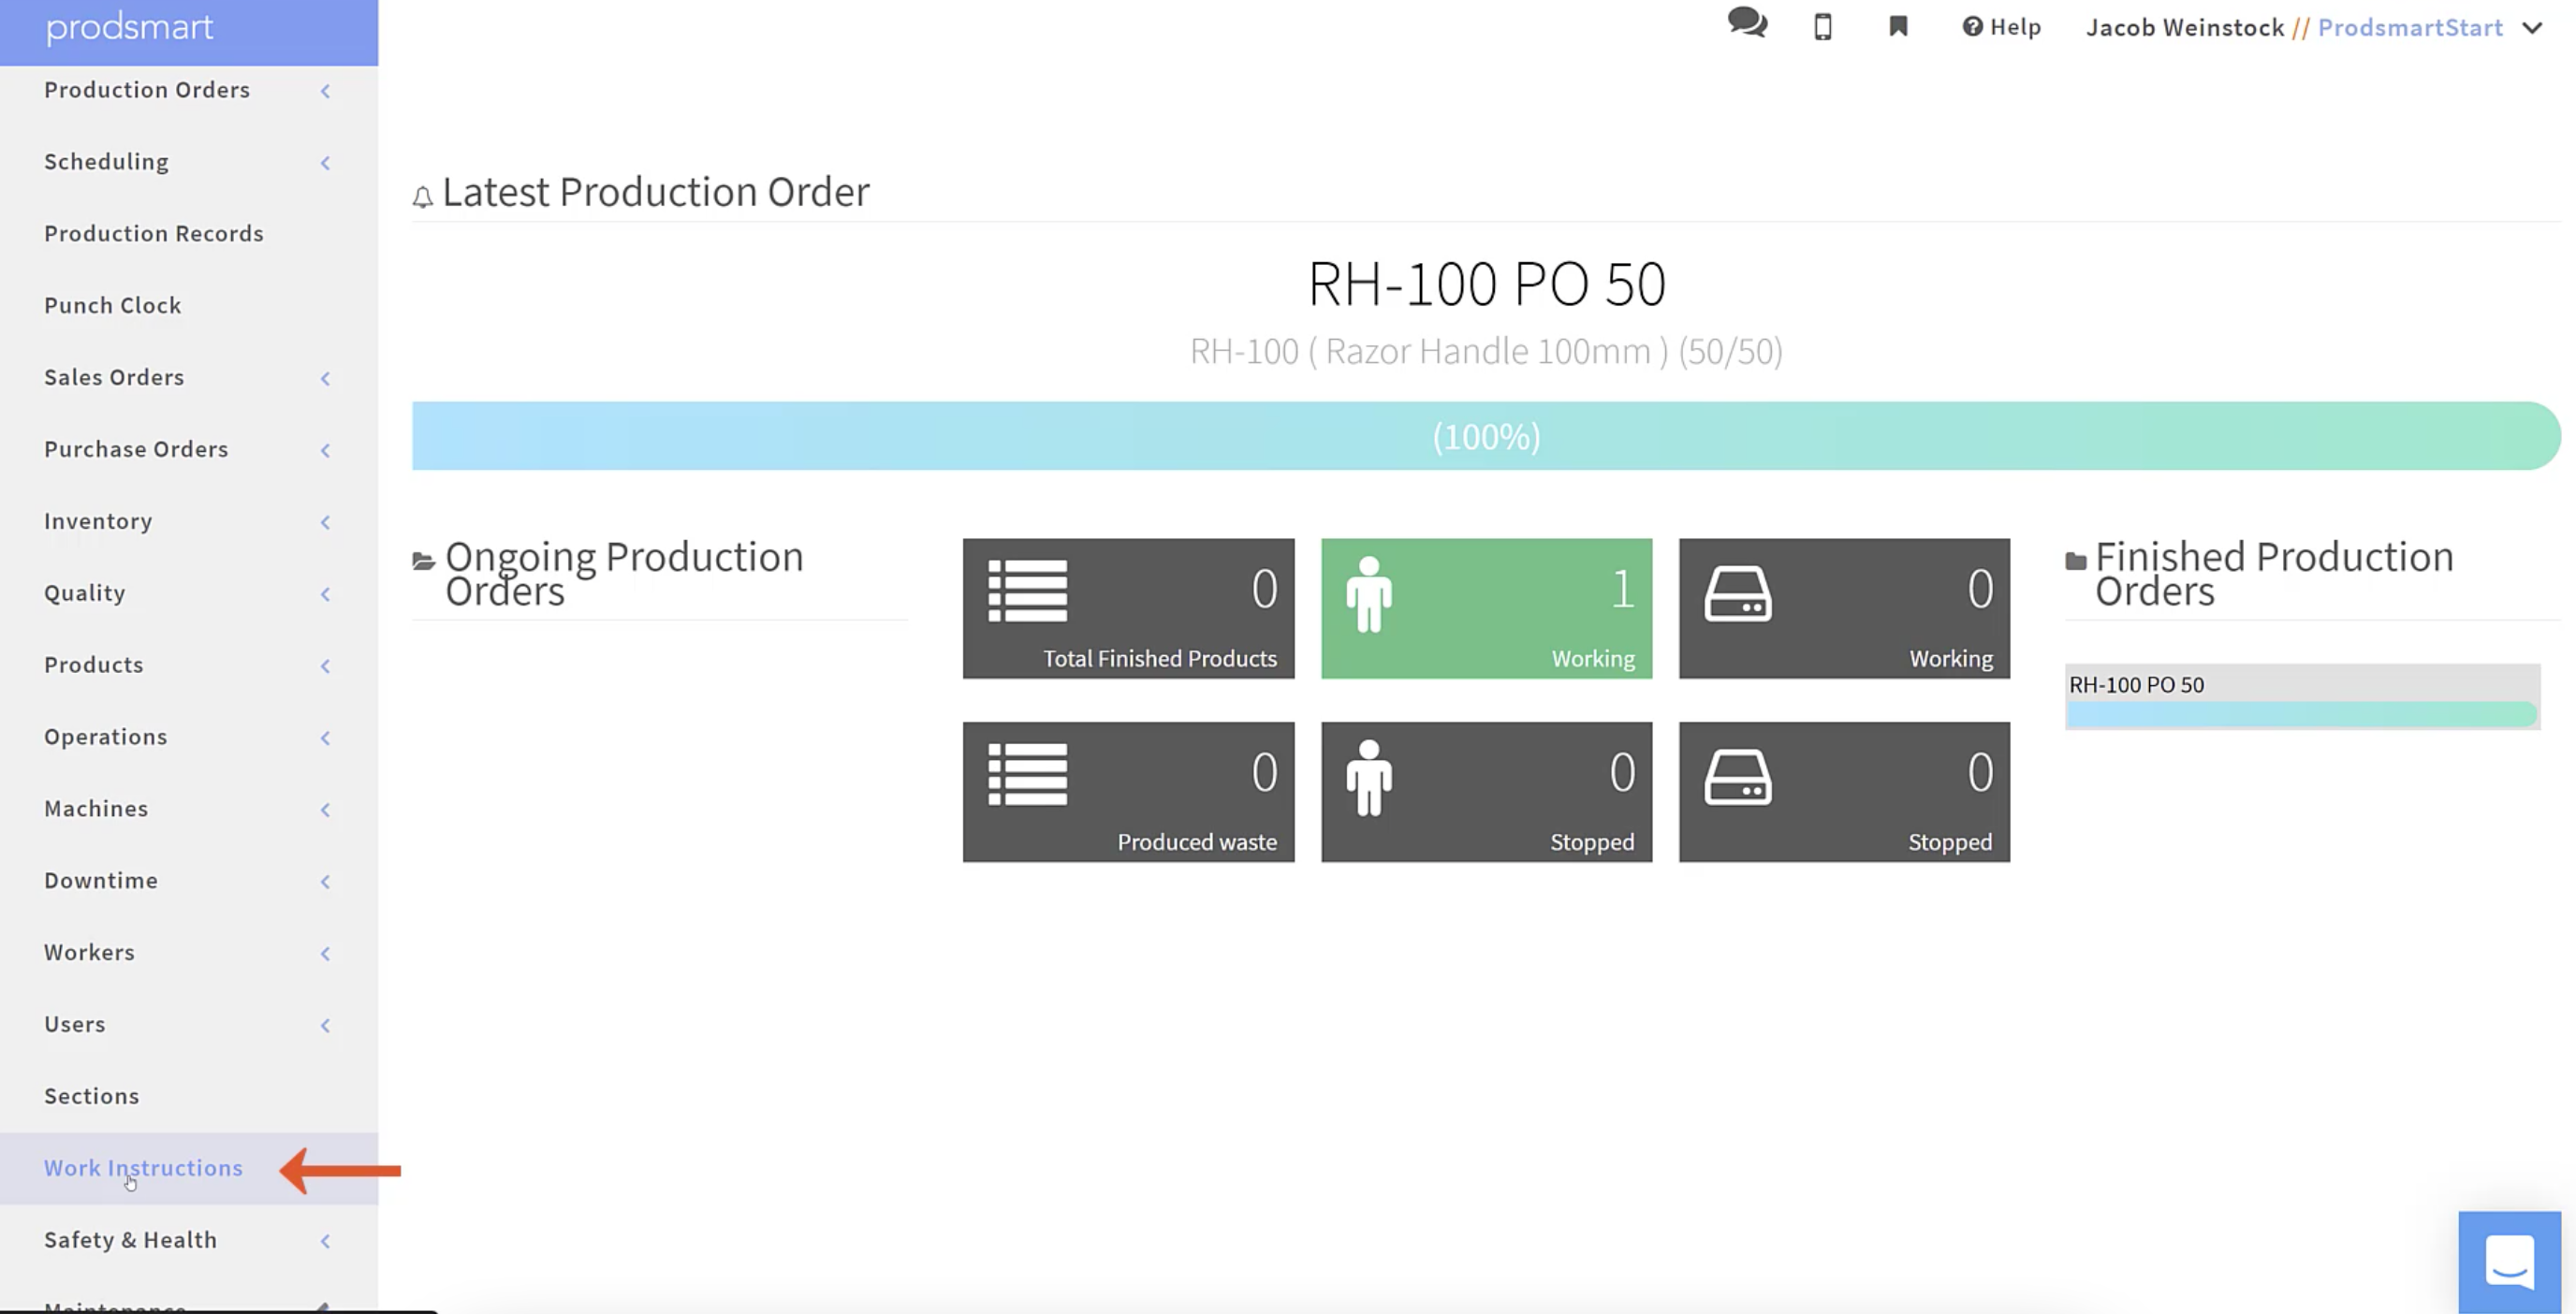 prodsmart
Help
Jacob Weinstock // ProdsmartStart
Production Orders
Scheduling
Production Records
Punch Clock
Sales Orders
Purchase Orders
Inventory
Quality
Products
Operations
Machines
Downtime
Workers
Users
Sections
Work Instructions
Safety & Health
Maintenance
Latest Production Order
RH-100 PO 50
RH-100 ( Razor Handle 100mm ) (50/50)
(100%)
Ongoing Production
Orders
0
Total Finished Products
1
Working
0
Working
0
Produced waste
0
Stopped
0
Stopped
Finished Production
Orders
RH-100 PO 50